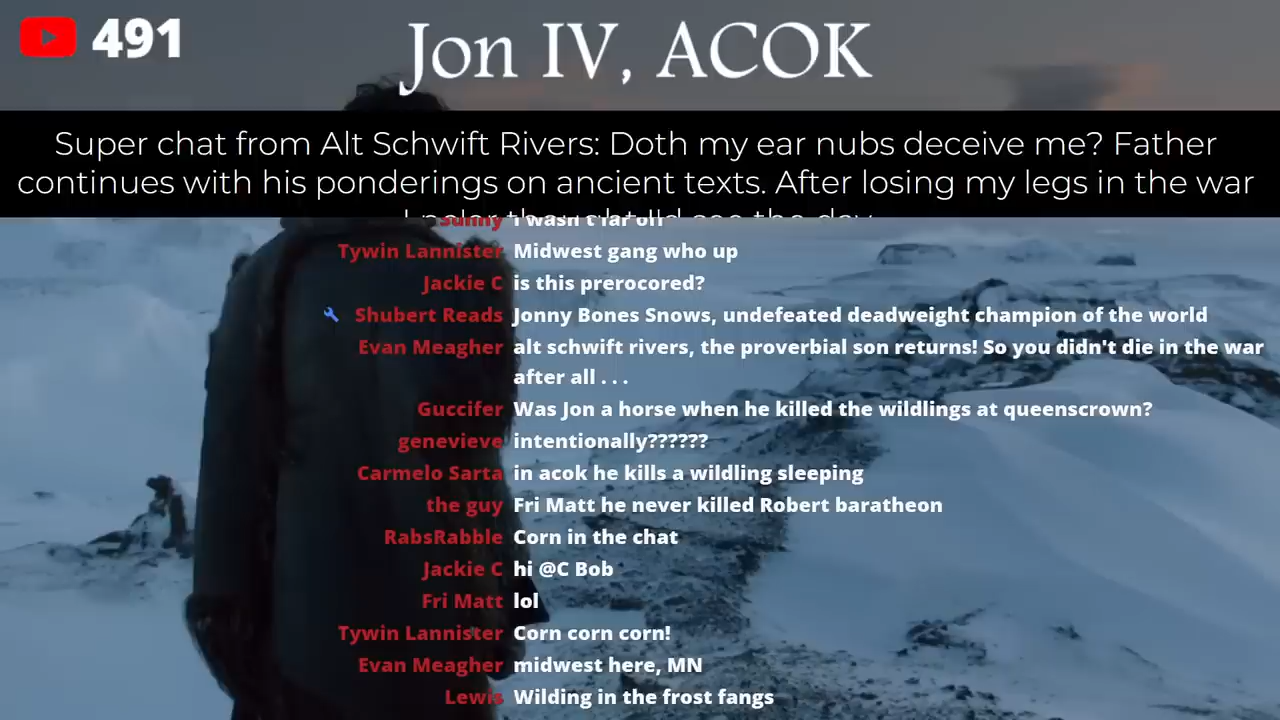 491
Jon IV, ACOK
Super chat from Alt Schwift Rivers: Doth my ear nubs deceive me? Father
continues with his ponderings on ancient texts. After losing my legs in the war
Sunny I wasn't far off
Tywin Lannister Midwest gang who up
Jackie C is this prerocored?
Shubert Reads Jonny Bones Snows, undefeated deadweight champion of the world
Evan Meagher alt schwift rivers, the proverbial son returns! So you didn't die in the war
after all . . .
Guccifer Was Jon a horse when he killed the wildlings at queenscrown?
genevieve intentionally??????
Carmelo Sarta in acok he kills a wildling sleeping
the guy Fri Matt he never killed Robert baratheon
RabsRabble Corn in the chat
Jackie C hi @C Bob
Fri Matt lol
Tywin Lannister Corn corn corn!
Evan Meagher midwest here, MN
Lewis Wilding in the frost fangs